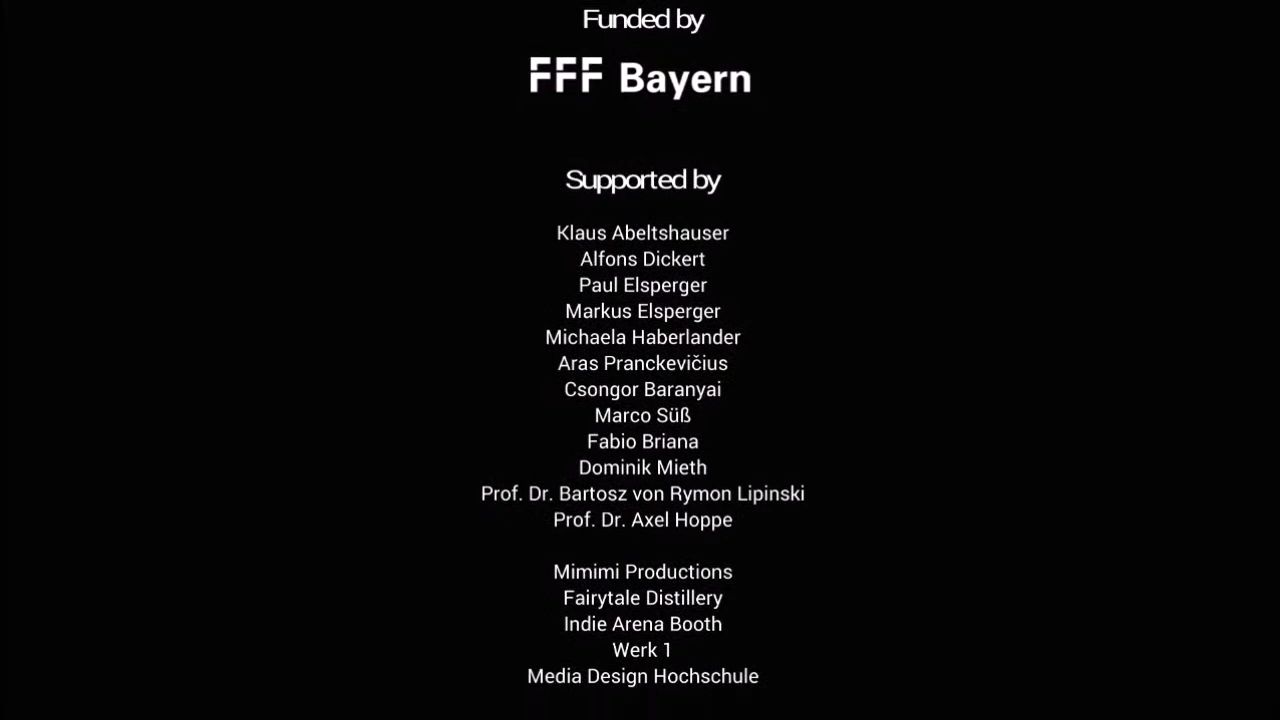 Funded by
FFF Bayern
Supported by
Klaus Abeltshauser
Alfons Dickert
Paul Elsperger
Markus Elsperger
Michaela Haberlander
Aras Pranckevičius
Csongor Baranyai
Marco Süß
Fabio Briana
Dominik Mieth
Prof. Dr. Bartosz von Rymon Lipinski
Prof. Dr. Axel Hoppe
Mimimi Productions
Fairytale Distillery
Indie Arena Booth
Werk 1
Media Design Hochschule